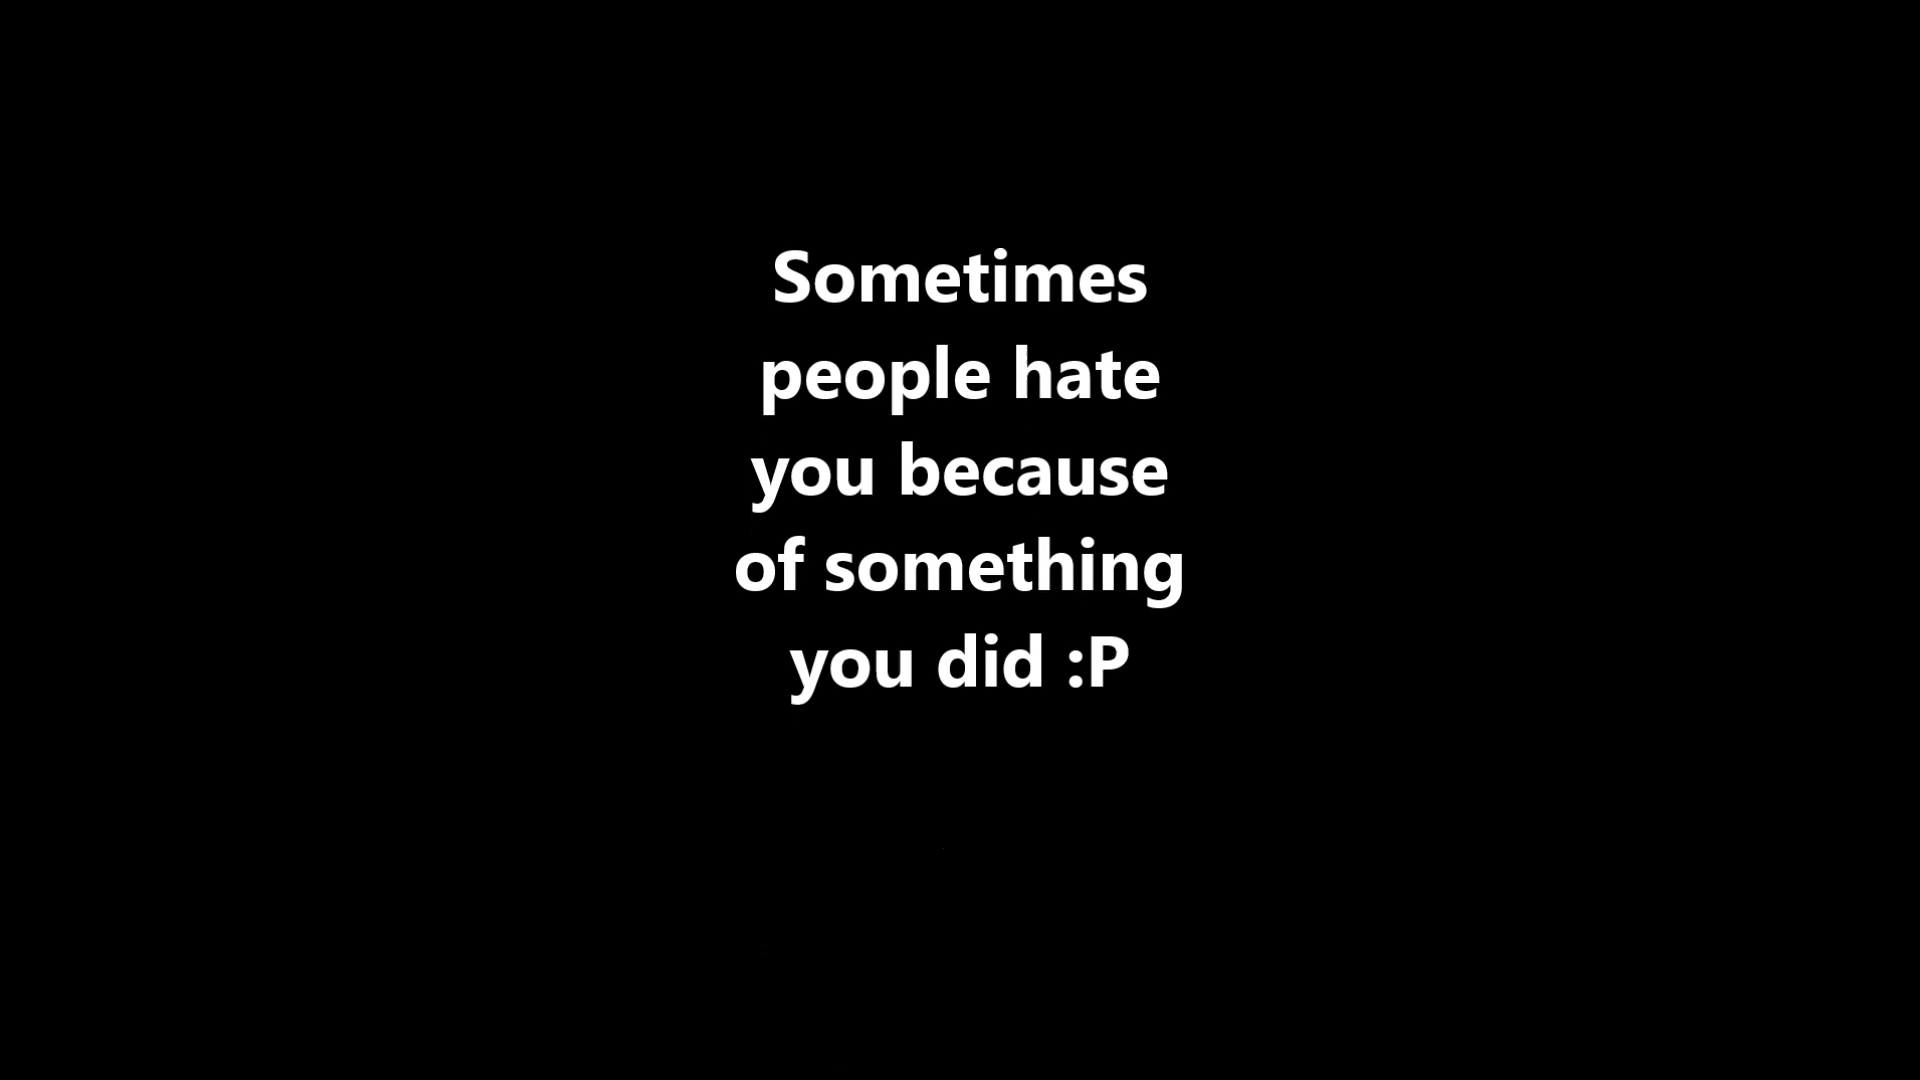 Sometimes
people hate
you because
of something
you did :P